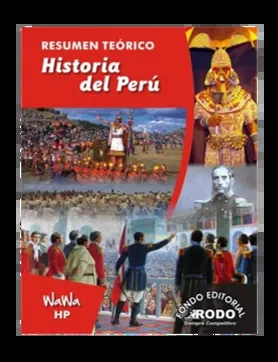 RESUMEN TEÓRICO
Historia
del Perú
WaWa
HP
FONDO EDITORIAL
RODO
Siempre Competitivo